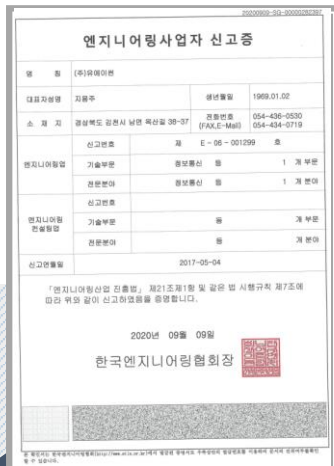 20200909-SG-0000028239?
엔지니어링사업자 신고증
명 칭 (주)유에이런
대표자성명 지용주 생년월일 1969.01.02
소 재 지 경상북도 김천시 남면 옥산길 38-37 전화번호 (FAX,E-Mail) 054-436-0530 054-434-0719
엔지니어링업 신고번호 제 E - 06 - 001299 호
기술부문 정보통신 등 1 개 부문
전문분야 정보통신 등 1 개 분야
엔지니어링 컨설팅업 신고번호
기술부문 등 개 부문
전문분야 등 개 분야
신고연월일 2017-05-04
「엔지니어링산업 진흥법」 제21조제1항 및 같은 법 시행규칙 제7조에
따라 위와 같이 신고하였음을 증명합니다.
2020년 09월 09일
한국엔지니어링협회장